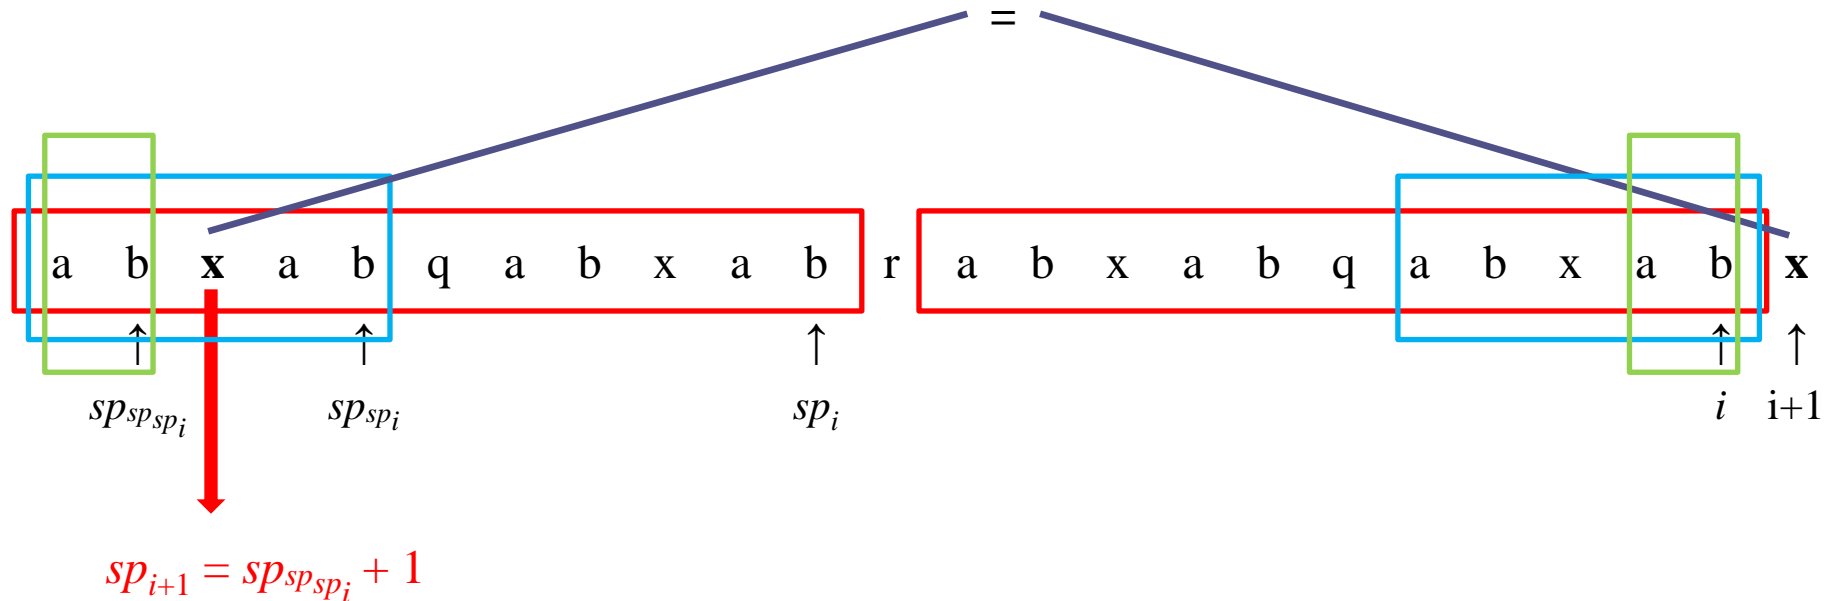 =
a b x a b q a b x a b r a b x a b q a b x a b x
↑ ↑ ↑ ↑ ↑
sp_{sp_{sp_i}} sp_{sp_i} sp_i i i+1
sp_{i+1} = sp_{sp_{sp_i}} + 1